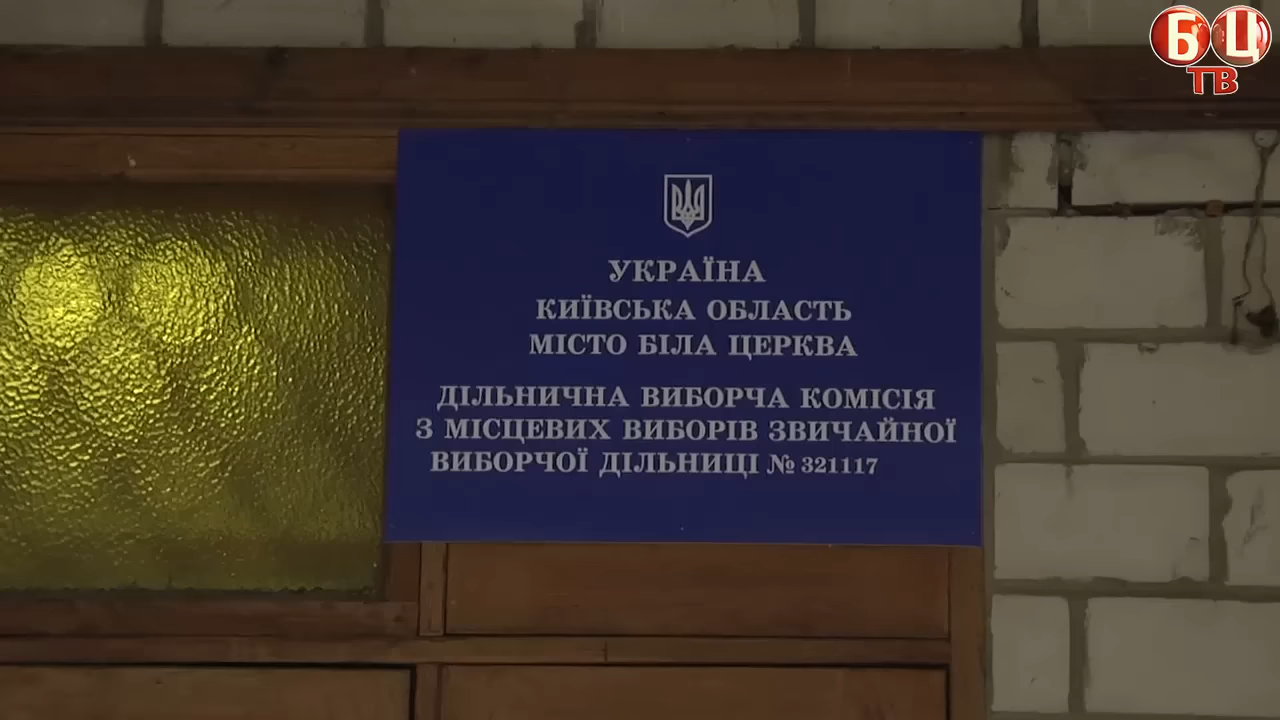 БЦ
ТВ
УКРАЇНА
КИЇВСЬКА ОБЛАСТЬ
МІСТО БІЛА ЦЕРКВА
ДІЛЬНИЧНА ВИБОРЧА КОМІСІЯ
З МІСЦЕВИХ ВИБОРІВ ЗВИЧАЙНОЇ
ВИБОРЧОЇ ДІЛЬНИЦІ № 321117